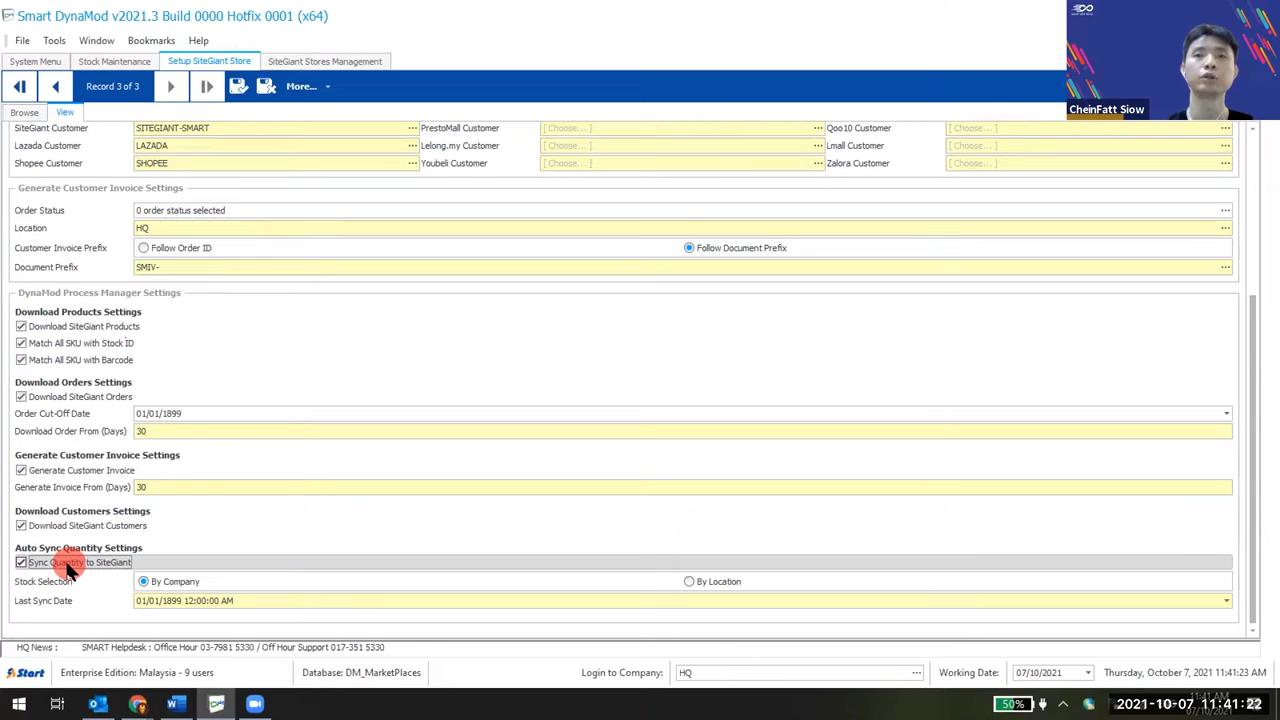 Smart DynaMod v2021.3 Build 0000 Hotfix 0001 (x64)
File Tools Window Bookmarks Help
System Menu Stock Maintenance Setup SiteGiant Store SiteGiant Stores Management
Record 3 of 3 More...
CheinFatt Siow
Browse View
SiteGiant Customer SITEGIANT-SMART ... PrestoMall Customer [ Choose... ] ... Qoo10 Customer [ Choose... ] ...
Lazada Customer LAZADA ... Lelong.my Customer [ Choose... ] ... Lmall Customer [ Choose... ] ...
Shopee Customer SHOPEE ... Youbeli Customer [ Choose... ] ... Zalora Customer [ Choose... ] ...
Generate Customer Invoice Settings
Order Status 0 order status selected ...
Location HQ ...
Customer Invoice Prefix Follow Order ID Follow Document Prefix
Document Prefix SMIV- ...
DynaMod Process Manager Settings
Download Products Settings
Download SiteGiant Products
Match All SKU with Stock ID
Match All SKU with Barcode
Download Orders Settings
Download SiteGiant Orders
Order Cut-Off Date 01/01/1899
Download Order From (Days) 30
Generate Customer Invoice Settings
Generate Customer Invoice
Generate Invoice From (Days) 30
Download Customers Settings
Download SiteGiant Customers
Auto Sync Quantity Settings
Sync Quantity to SiteGiant
Stock Selection By Company By Location
Last Sync Date 01/01/1899 12:00:00 AM
HQ News : SMART Helpdesk : Office Hour 03-7981 5330 / Off Hour Support 017-351 5330
Start Enterprise Edition: Malaysia - 9 users Database: DM_MarketPlaces Login to Company: HQ ... Working Date: 07/10/2021 Thursday, October 7, 2021 11:41:23 AM
50% 2021-10-07 11:41:22